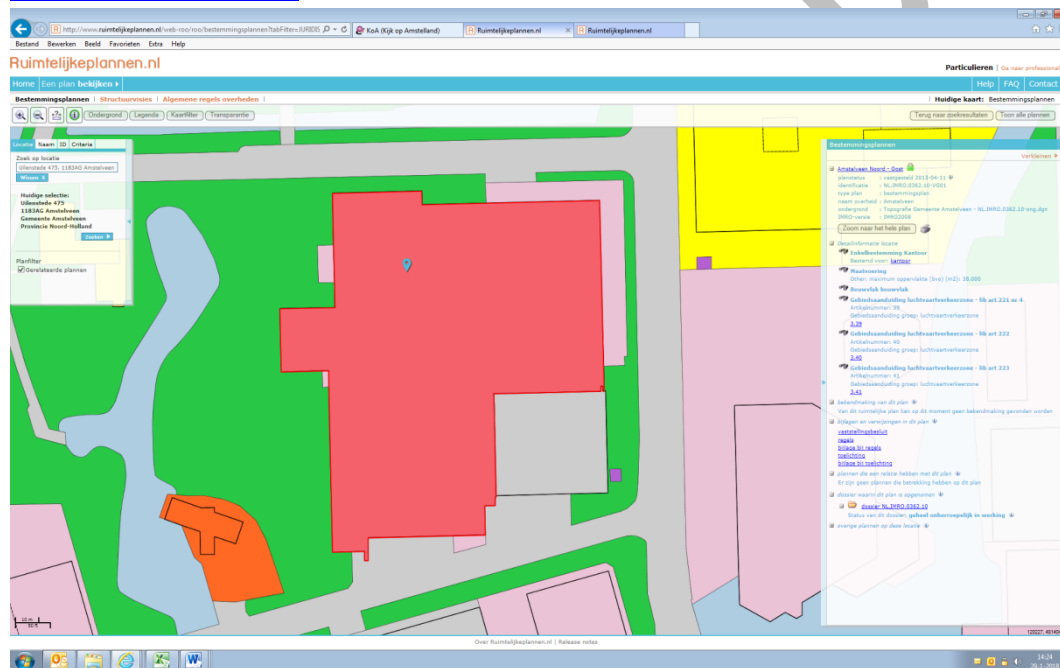 http://www.ruimtelijkeplannen.nl/web-roo/roo/bestemmingsplannen?tabFilter=JURIDIS
KoA (Kijk op Amstelland)
Ruimtelijkeplannen.nl
Ruimtelijkeplannen.nl
Bestand Bewerken Beeld Favorieten Extra Help
Ruimtelijkeplannen.nl
Particulieren | Ga naar professional
Home Een plan bekijken
Help FAQ Contact
Bestemmingsplannen | Structuurvisies | Algemene regels overheden |
Huidige kaart: Bestemmingsplannen
Ondergrond Legenda Kaartfilter Transparantie
Terug naar zoekresultaten Toon alle plannen
Locatie Naam ID Criteria
Zoek op locatie
Uilenstede 475, 1183AG Amstelveen
Wissen X
Huidige selectie:
Uilenstede 475
1183AG Amstelveen
Gemeente Amstelveen
Provincie Noord-Holland
Zoeken
Planfilter
Gerelateerde plannen
Bestemmingsplannen
Verkleinen
Amstelveen Noord - Oost
planstatus : vastgesteld 2013-04-11
identificatie : NL.IMRO.0362.10-VG01
type plan : bestemmingsplan
naam overheid : Amstelveen
ondergrond : Topografie Gemeente Amstelveen - NL.IMRO.0362.10-ong.dgn
IMRO-versie : IMRO2008
Zoom naar het hele plan
Detailinformatie locatie
Enkelbestemming Kantoor
Bestemd voor: kantoor
Maatvoering
Other: maximum oppervlakte (bvo) [m2]: 38.000
Bouwvlak bouwvlak
Gebiedsaanduiding luchtvaartverkeerzone - lib art 221 nr 4
Artikelnummer: 39
Gebiedsaanduiding groep: luchtvaartverkeerzone
3.39
Gebiedsaanduiding luchtvaartverkeerzone - lib art 222
Artikelnummer: 40
Gebiedsaanduiding groep: luchtvaartverkeerzone
3.40
Gebiedsaanduiding luchtvaartverkeerzone - lib art 223
Artikelnummer: 41
Gebiedsaanduiding groep: luchtvaartverkeerzone
3.41
bekendmaking van dit plan
Van dit ruimtelijke plan kan op dit moment geen bekendmaking gevonden worden
bijlagen en verwijzingen in dit plan
vaststellingsbesluit
regels
bijlage bij regels
toelichting
bijlage bij toelichting
plannen die een relatie hebben met dit plan
Er zijn geen plannen die betrekking hebben op dit plan
dossier waarin dit plan is opgenomen
dossier NL.IMRO.0362.10
Status van dit dossier: geheel onherroepelijk in werking
overige plannen op deze locatie
10 m
50 ft
Over Ruimtelijkeplannen.nl | Release notes
14:24